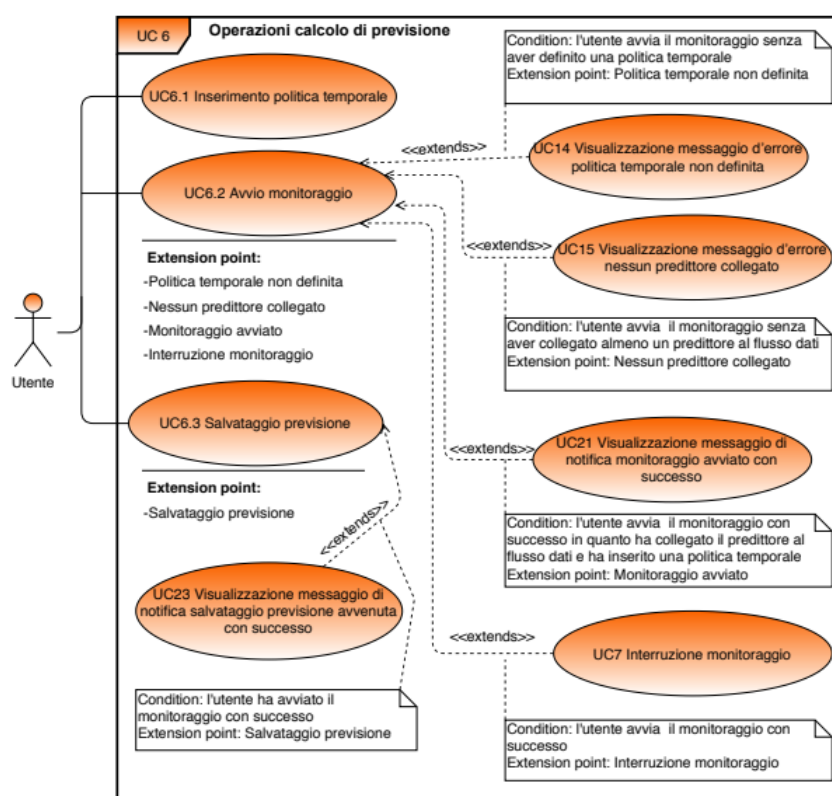 UC 6
Operazioni calcolo di previsione
Condition: l'utente avvia il monitoraggio senza
aver definito una politica temporale
Extension point: Politica temporale non definita
UC6.1 Inserimento politica temporale
<<extends>>
UC14 Visualizzazione messaggio d'errore
politica temporale non definita
UC6.2 Avvio monitoraggio
<<extends>>
UC15 Visualizzazione messaggio d'errore
nessun predittore collegato
Extension point:
-Politica temporale non definita
-Nessun predittore collegato
-Monitoraggio avviato
-Interruzione monitoraggio
Utente
Condition: l'utente avvia  il monitoraggio senza
aver collegato almeno un predittore al flusso dati
Extension point: Nessun predittore collegato
UC6.3 Salvataggio previsione
<<extends>>
UC21 Visualizzazione messaggio di
notifica monitoraggio avviato con
successo
Extension point:
-Salvataggio previsione
<<extends>>
Condition: l'utente avvia  il monitoraggio con
successo in quanto ha collegato il predittore al
flusso dati e ha inserito una politica temporale
Extension point: Monitoraggio avviato
UC23 Visualizzazione messaggio di
notifica salvataggio previsione avvenuta
con successo
<<extends>>
UC7 Interruzione monitoraggio
Condition: l'utente ha avviato il
monitoraggio con successo
Extension point: Salvataggio previsione
Condition: l'utente avvia  il monitoraggio con
successo
Extension point: Interruzione monitoraggio